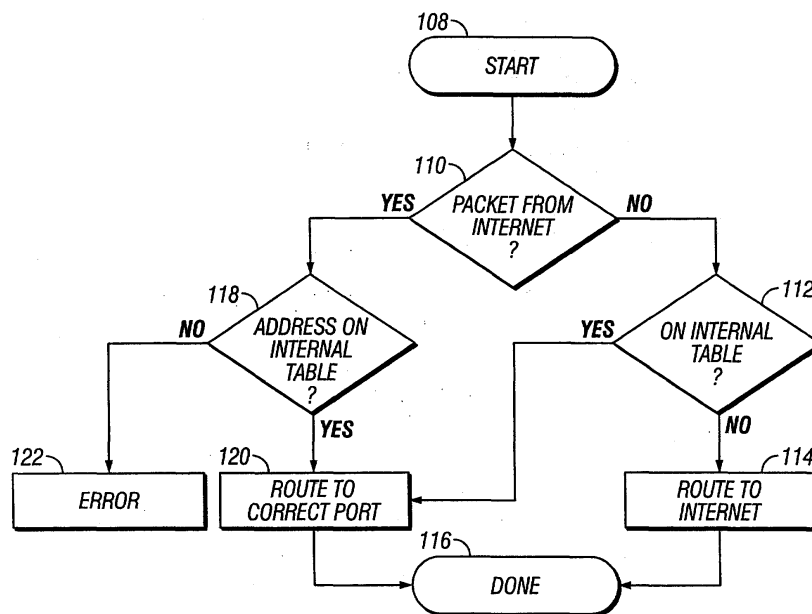 108
START
110
PACKET FROM
INTERNET
?
YES
NO
118
ADDRESS ON
INTERNAL
TABLE
?
NO
YES
112
ON INTERNAL
TABLE
?
YES
NO
122
ERROR
120
ROUTE TO
CORRECT PORT
114
ROUTE TO
INTERNET
116
DONE